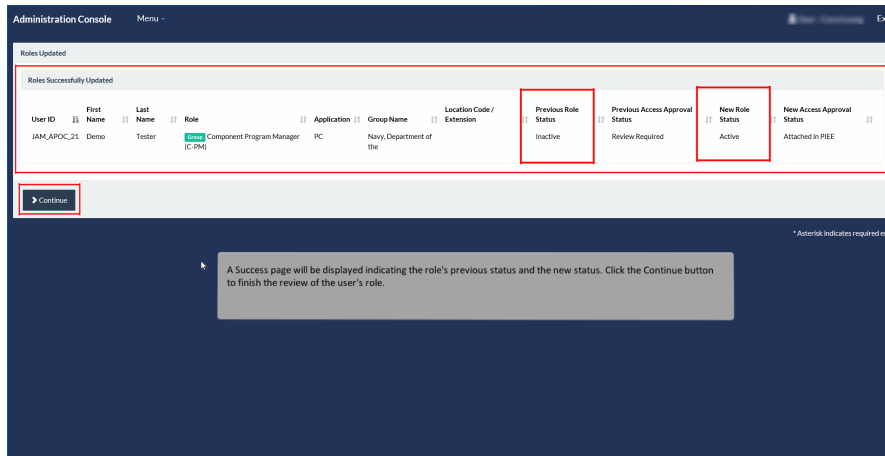 Administration Console Menu
Roles Updated
Roles Successfully Updated
User ID First Name Last Name Role Application Group Name Location Code / Extension Previous Role Status Previous Access Approval Status New Role Status New Access Approval Status
JAM_APOC_21 Demo Tester Group Component Program Manager (C-PM) PC Navy, Department of the Inactive Review Required Active Attached In PIEE
Continue
* Asterisk indicates required
A Success page will be displayed indicating the role's previous status and the new status. Click the Continue button
to finish the review of the user's role.